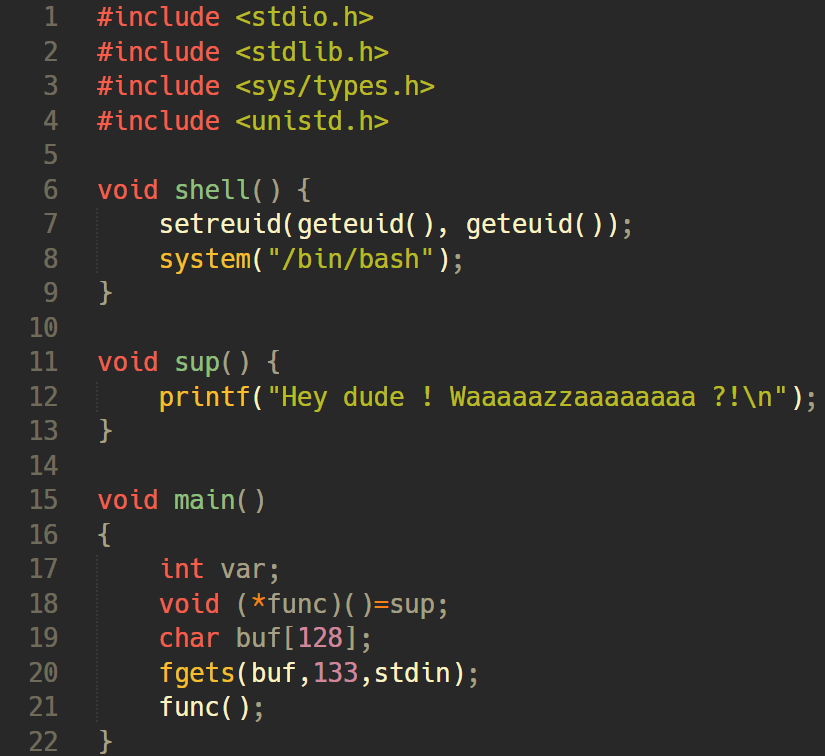 1 #include <stdio.h>
2 #include <stdlib.h>
3 #include <sys/types.h>
4 #include <unistd.h>
5
6 void shell() {
7     setreuid(geteuid(), geteuid());
8     system("/bin/bash");
9 }
10
11 void sup() {
12     printf("Hey dude ! Waaaaazzaaaaaaaa ?!\n");
13 }
14
15 void main()
16 {
17     int var;
18     void (*func)()=sup;
19     char buf[128];
20     fgets(buf,133,stdin);
21     func();
22 }